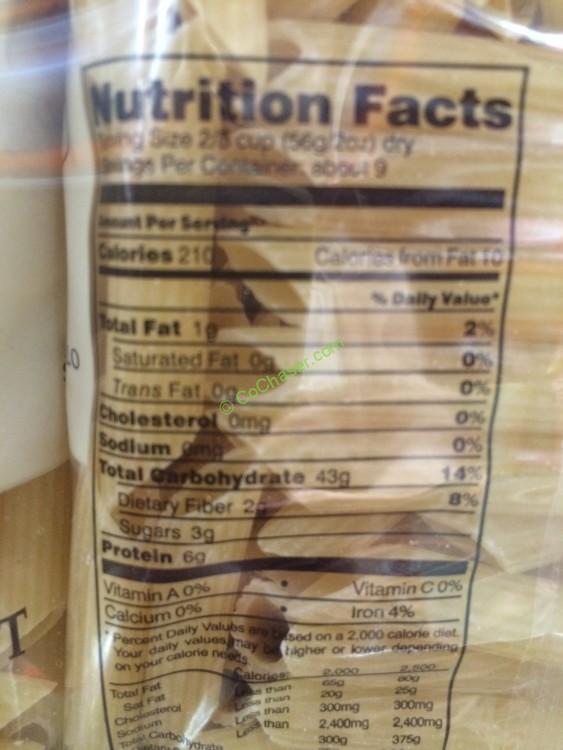 Nutrition Facts
Size 2/3 cup (56g/2oz) dry
Per Container about 9
Amount Per Serving
Calories 210 Calories from Fat 10
% Daily Value*
Total Fat 1g 2%
Saturated Fat 0g 0%
Trans Fat 0g 0%
© CoChaser.com
Cholesterol 0mg 0%
Sodium 0mg 0%
Total Carbohydrate 43g 14%
Dietary Fiber 2g 8%
Sugars 3g
Protein 6g
Vitamin A 0% • Vitamin C 0%
Calcium 0% • Iron 4%
*Percent Daily Values are based on a 2,000 calorie diet.
Your daily values may be higher or lower depending
on your calorie needs.
Calories: 2,000 2,500
Total Fat Less than 65g 80g
Sat Fat Less than 20g 25g
Cholesterol Less than 300mg 300mg
Sodium Less than 2,400mg 2,400mg
Total Carbohydrate 300g 375g
T